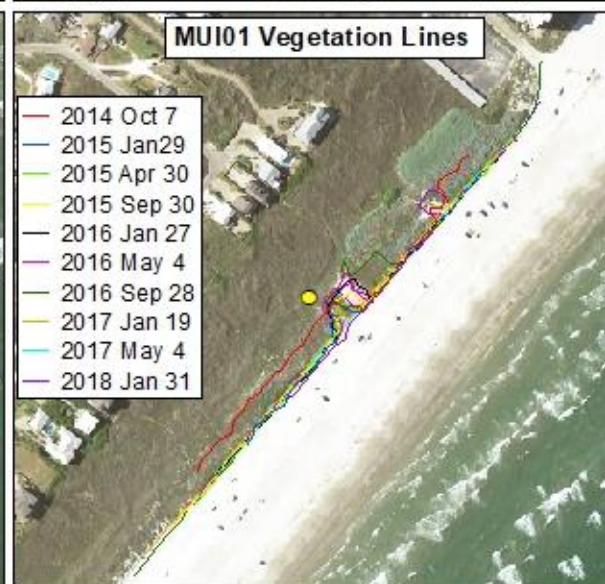 MUI01 Vegetation Lines
2014 Oct 7
2015 Jan29
2015 Apr 30
2015 Sep 30
2016 Jan 27
2016 May 4
2016 Sep 28
2017 Jan 19
2017 May 4
2018 Jan 31